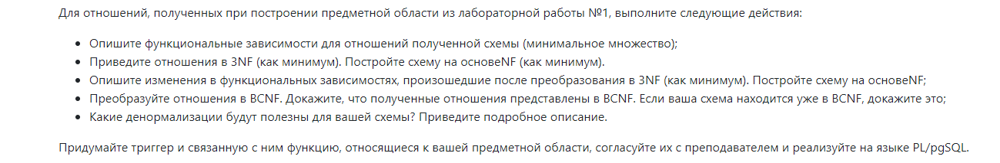 Для отношений, полученных при построении предметной области из лабораторной работы №1, выполните следующие действия:
• Опишите функциональные зависимости для отношений полученной схемы (минимальное множество);
• Приведите отношения в 3NF (как минимум). Постройте схему на основеNF (как минимум).
• Опишите изменения в функциональных зависимостях, произошедшие после преобразования в 3NF (как минимум). Постройте схему на основеNF;
• Преобразуйте отношения в BCNF. Докажите, что полученные отношения представлены в BCNF. Если ваша схема находится уже в BCNF, докажите это;
• Какие денормализации будут полезны для вашей схемы? Приведите подробное описание.
Придумайте триггер и связанную с ним функцию, относящиеся к вашей предметной области, согласуйте их с преподавателем и реализуйте на языке PL/pgSQL.